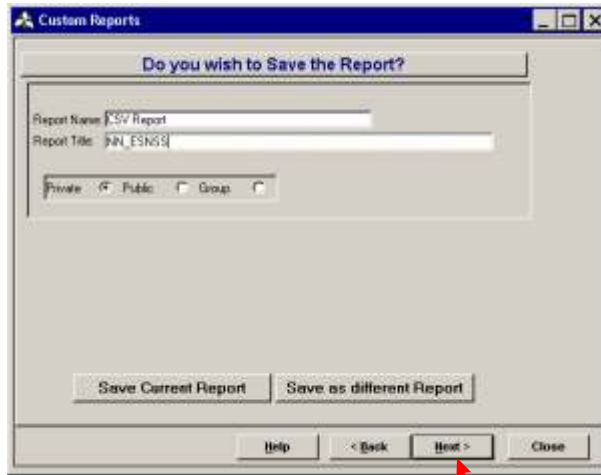 Custom Reports
Do you wish to Save the Report?
Report Name: CSV Report
Report Title: NN_ESNSS
Private Public Group
Save Current Report Save as different Report
Help < Back Next > Close